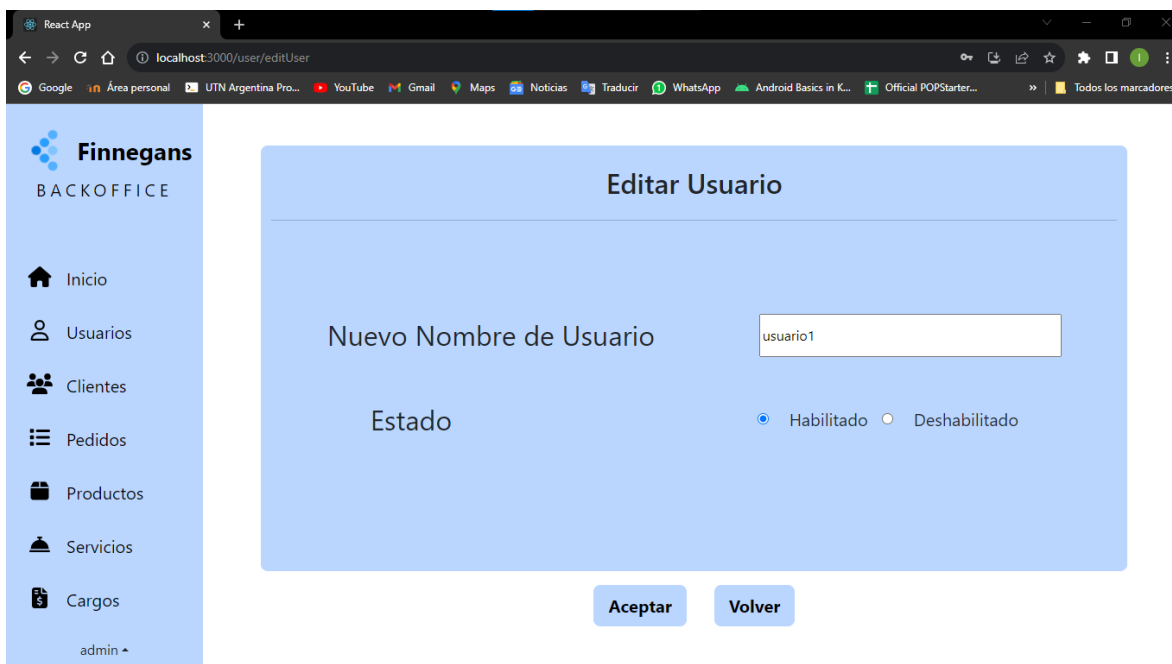 React App
localhost:3000/user/editUser
Google Área personal UTN Argentina Pro... YouTube Gmail Maps Noticias Traducir WhatsApp Android Basics in K... Official POPStarter... » Todos los marcadores
Finnegans
BACKOFFICE
Inicio
Usuarios
Clientes
Pedidos
Productos
Servicios
Cargos
admin
Editar Usuario
Nuevo Nombre de Usuario usuario1
Estado Habilitado Deshabilitado
Aceptar Volver